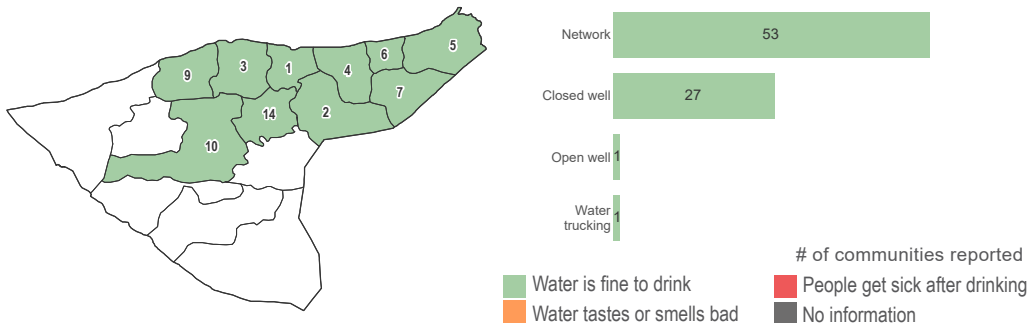 5
6
3
1
4
9
7
2
14
10
Network
53
Closed well
27
Open well
1
Water
trucking
1
# of communities reported
Water is fine to drink
People get sick after drinking
Water tastes or smells bad
No information